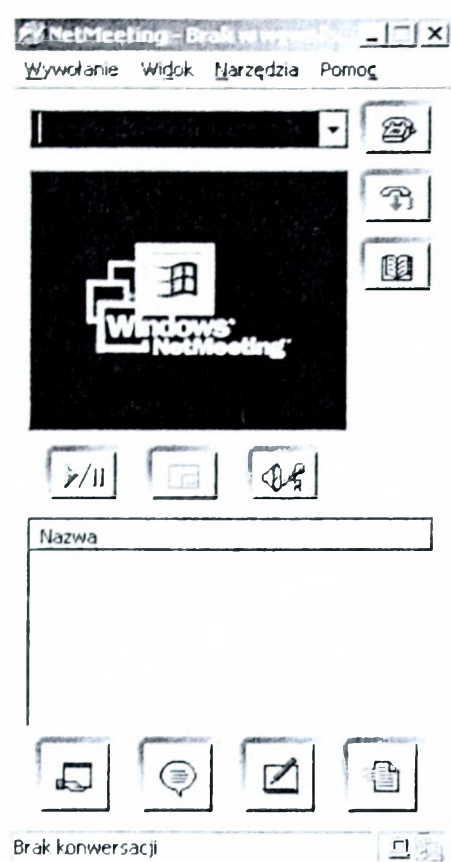 NetMeeting - Brak
Wywołanie Widok Narzędzia Pomoc
Windows
NetMeeting
Nazwa
Brak konwersacji